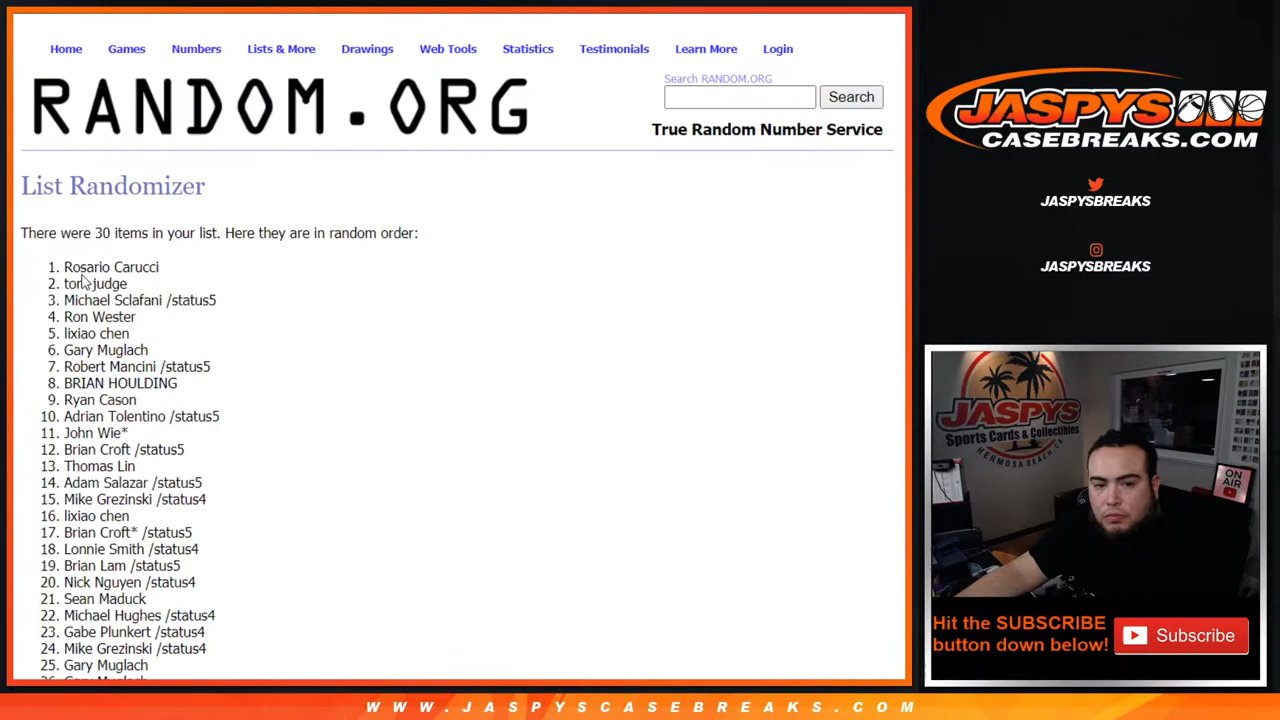 Home Games Numbers Lists & More Drawings Web Tools Statistics Testimonials Learn More Login
RANDOM.ORG
Search RANDOM.ORG
Search
True Random Number Service
List Randomizer
There were 30 items in your list. Here they are in random order:
1. Rosario Carucci
2. tom judge
3. Michael Sclafani /status5
4. Ron Wester
5. lixiao chen
6. Gary Muglach
7. Robert Mancini /status5
8. BRIAN HOULDING
9. Ryan Cason
10. Adrian Tolentino /status5
11. John Wie*
12. Brian Croft /status5
13. Thomas Lin
14. Adam Salazar /status5
15. Mike Grezinski /status4
16. lixiao chen
17. Brian Croft* /status5
18. Lonnie Smith /status4
19. Brian Lam /status5
20. Nick Nguyen /status4
21. Sean Maduck
22. Michael Hughes /status4
23. Gabe Plunkert /status4
24. Mike Grezinski /status4
25. Gary Muglach
JASPYS
CASEBREAKS.COM
JASPYSBREAKS
JASPYSBREAKS
JASPYS
Sports Cards & Collectibles
HERMOSA BEACH, CA
ON
AIR
Hit the SUBSCRIBE
button down below!
Subscribe
WWW.JASPYSCASEBREAKS.COM